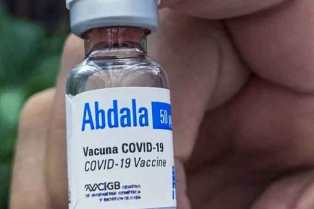 Abdala 50
Vacuna COVID-19
COVID-19 Vaccine
CIGB